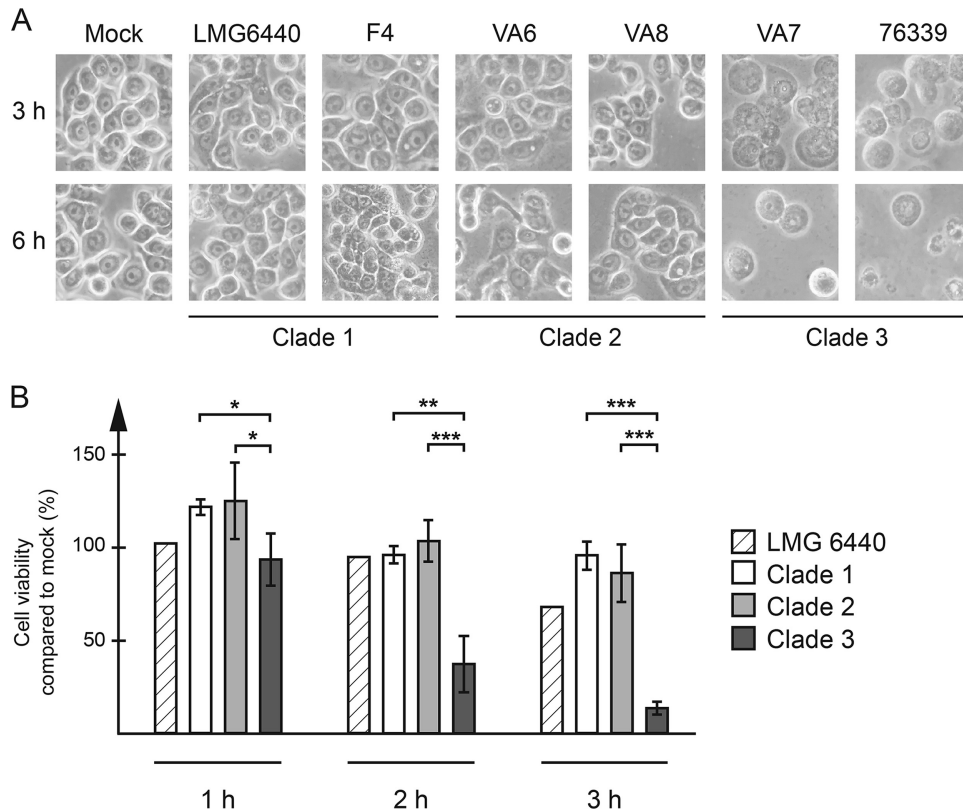 A
Mock LMG6440 F4 VA6 VA8 VA7 76339
3 h
6 h
Clade 1 Clade 2 Clade 3
B
Cell viability
compared to mock (%)
150
100
50
* ** ***
* *** ***
LMG 6440
Clade 1
Clade 2
Clade 3
1 h 2 h 3 h